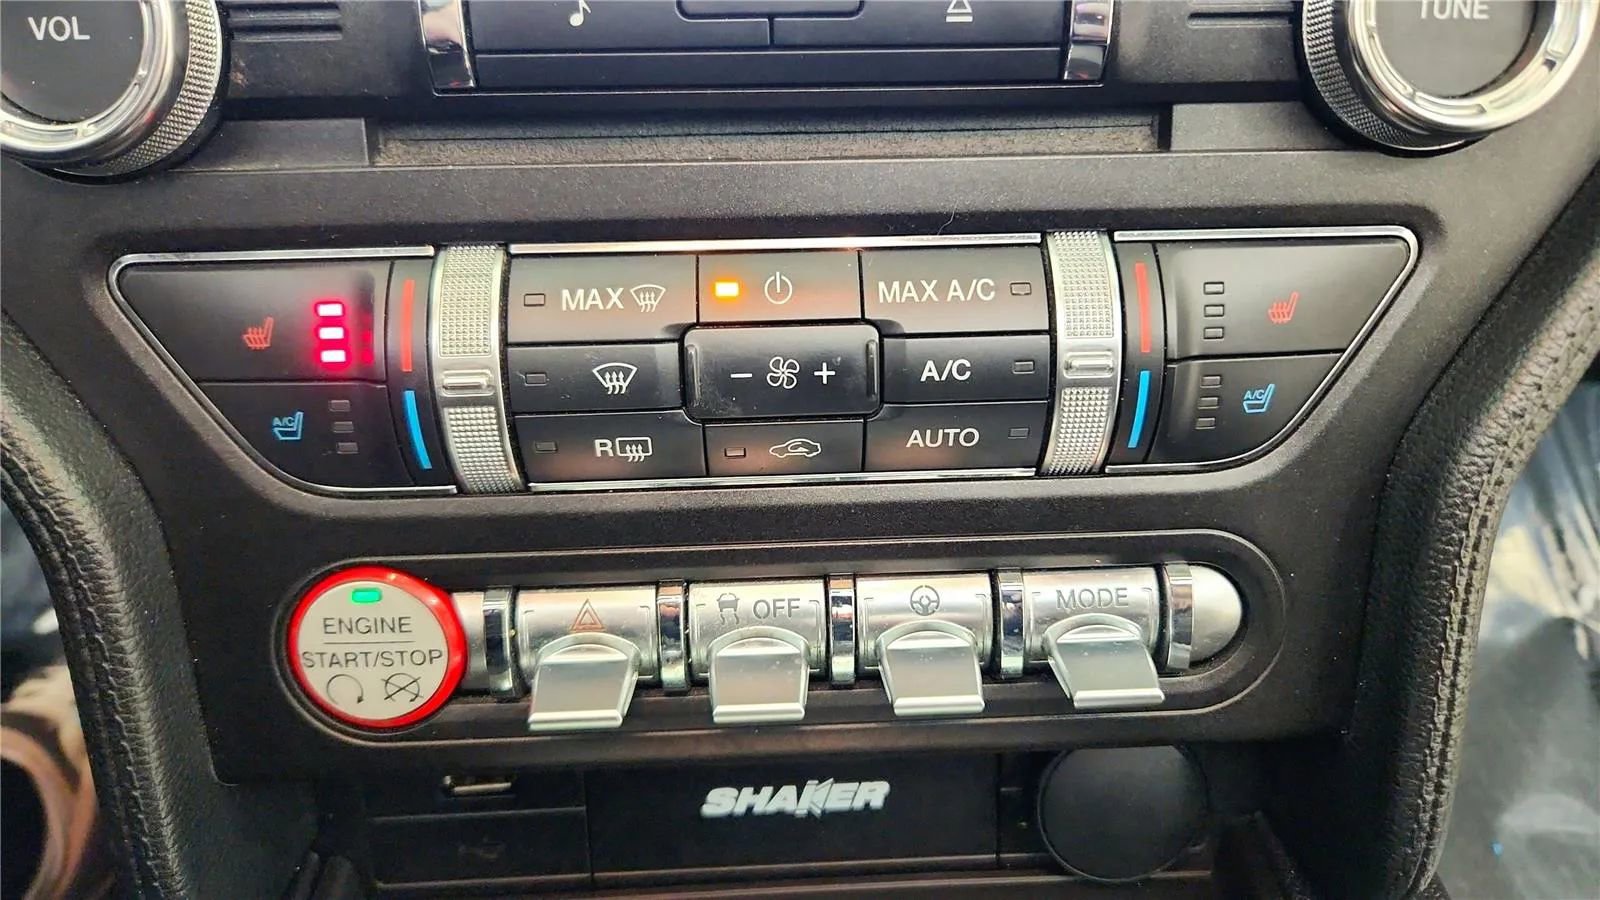 VOL
TUNE
MAX
MAX A/C
- +
A/C
R
AUTO
A/C
A/C
ENGINE
START/STOP
OFF
MODE
SHAKER